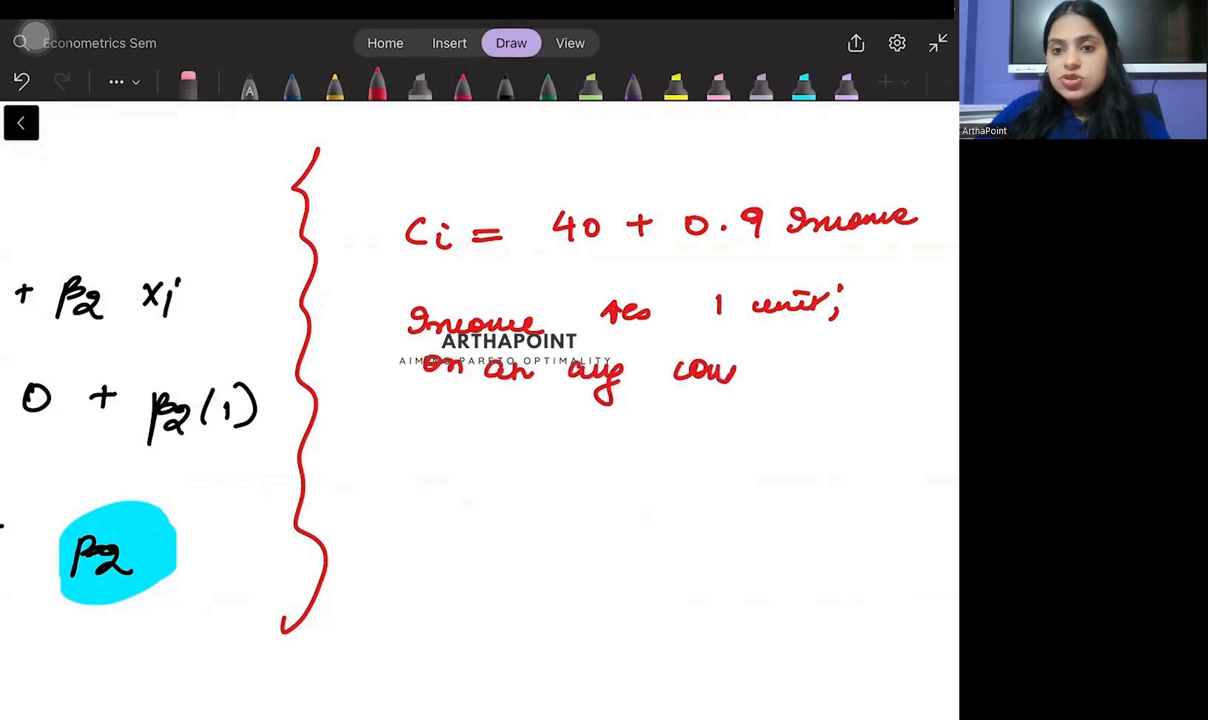 Econometrics Sem
Home Insert Draw View
A
ArthaPoint
Ci = 40 + 0.9 Income
+ β2 Xi
Income ↑es 1 unit;
ARTHAPOINT
AIMING PARETO OPTIMALITY
On an avg con
0 + β2(1)
β2